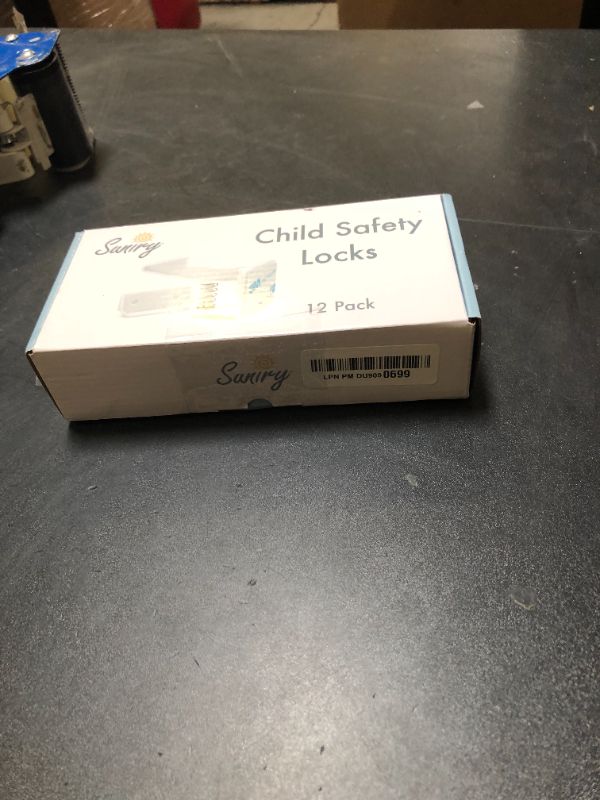 Suniry
Child Safety
Locks
12 Pack
Suniry
LPN PM DU909 0699